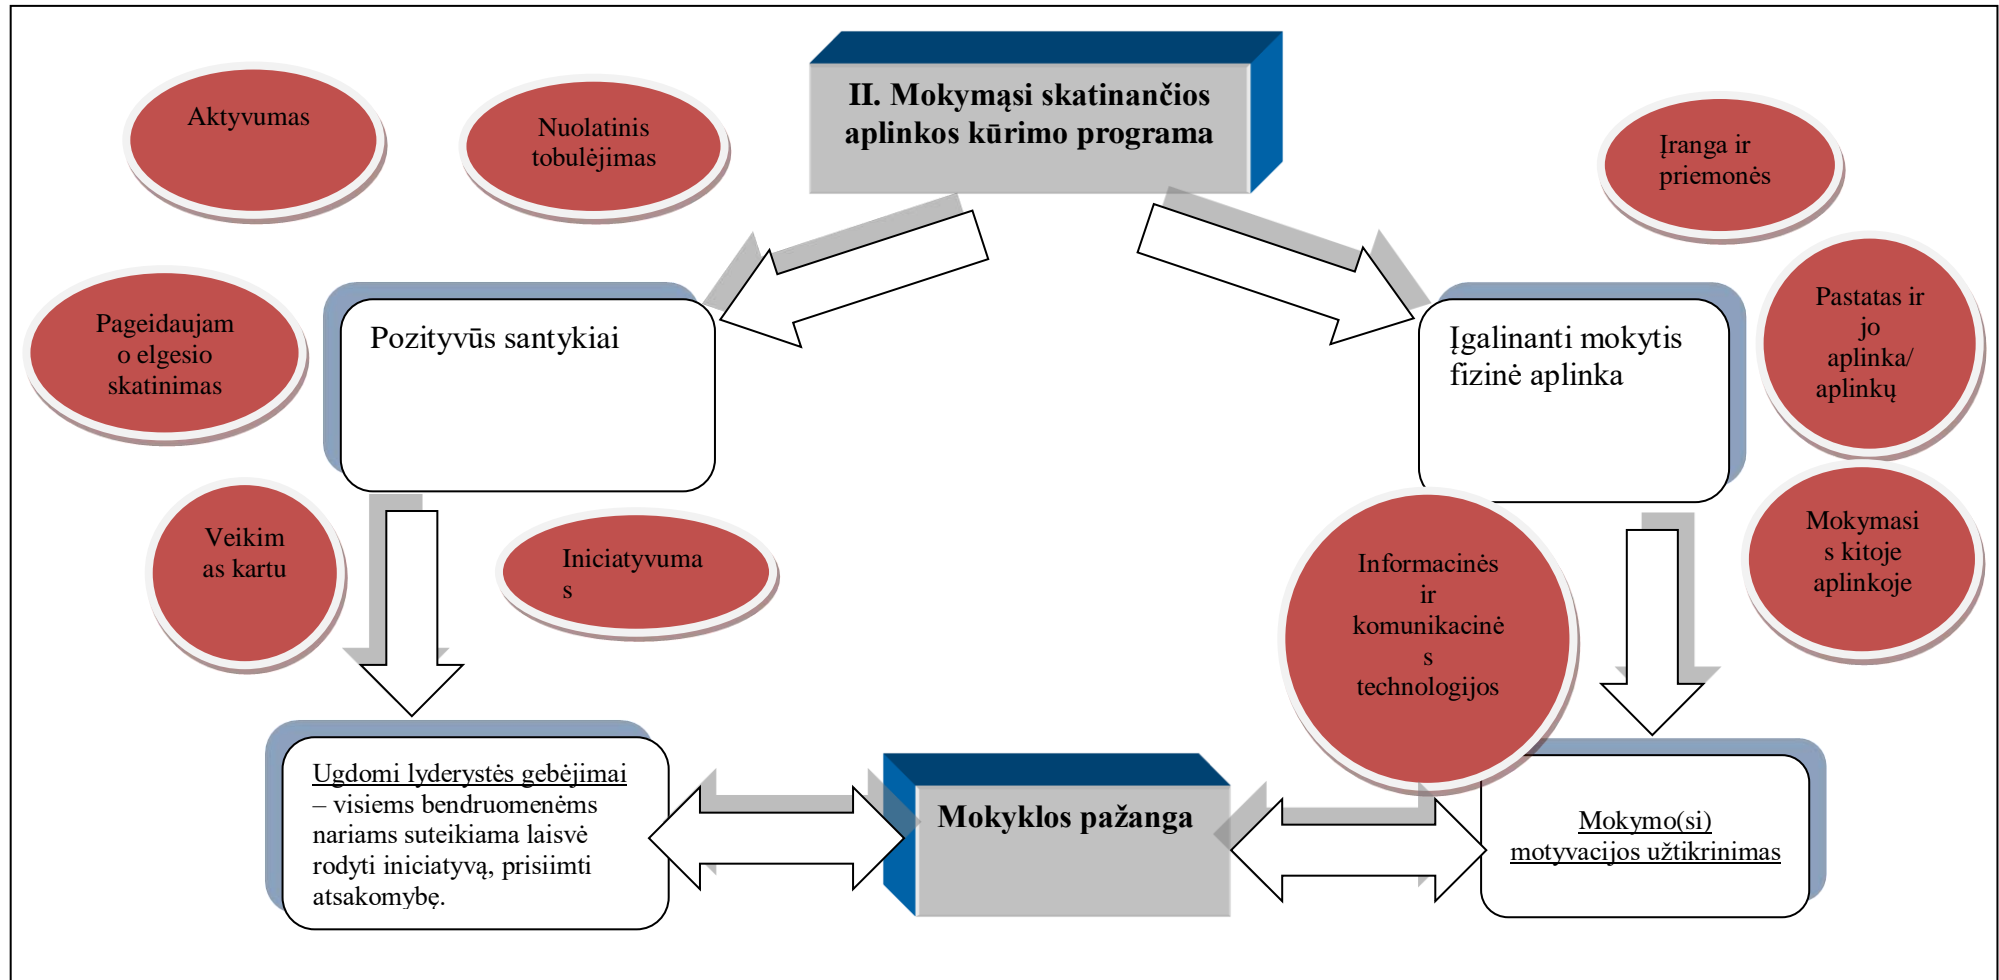 II. Mokymąsi skatinančios
aplinkos kūrimo programa
Aktyvumas
Nuolatinis
tobulėjimas
Įranga ir
priemonės
Pageidaujam
o elgesio
skatinimas
Pozityvūs santykiai
Įgalinanti mokytis
fizinė aplinka
Pastatas ir
jo
aplinka/
aplinkų
Veikim
as kartu
Iniciatyvuma
s
Informacinės
ir
komunikacinė
s
technologijos
Mokymasi
s kitoje
aplinkoje
Ugdomi lyderystės gebėjimai
– visiems bendruomenėms
nariams suteikiama laisvė
rodyti iniciatyvą, prisiimti
atsakomybę.
Mokyklos pažanga
Mokymo(si)
motyvacijos užtikrinimas